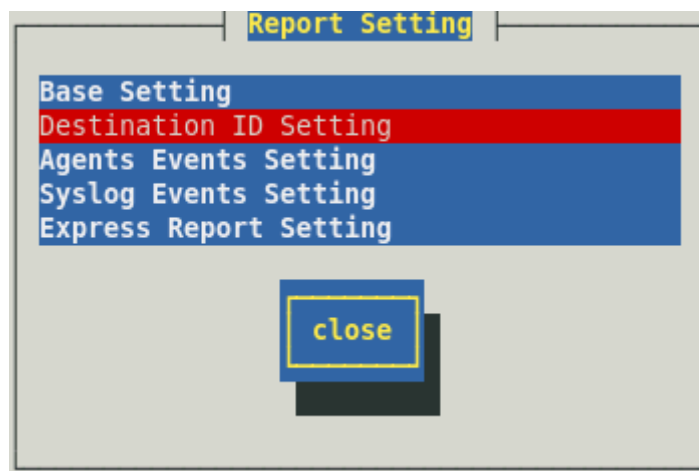 Report Setting
Base Setting
Destination ID Setting
Agents Events Setting
Syslog Events Setting
Express Report Setting
close